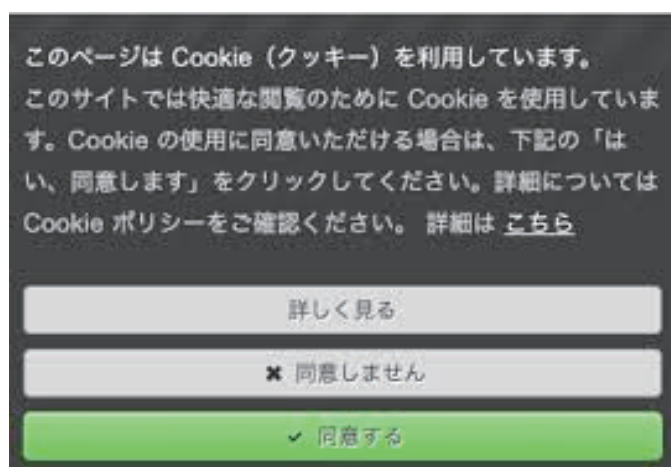 このページは Cookie（クッキー）を利用しています。
このサイトでは快適な閲覧のために Cookie を使用していま
す。Cookie の使用に同意いただける場合は、下記の「は
い、同意します」をクリックしてください。詳細については
Cookie ポリシーをご確認ください。 詳細は こちら
詳しく見る
✖ 同意しません
✔ 同意する